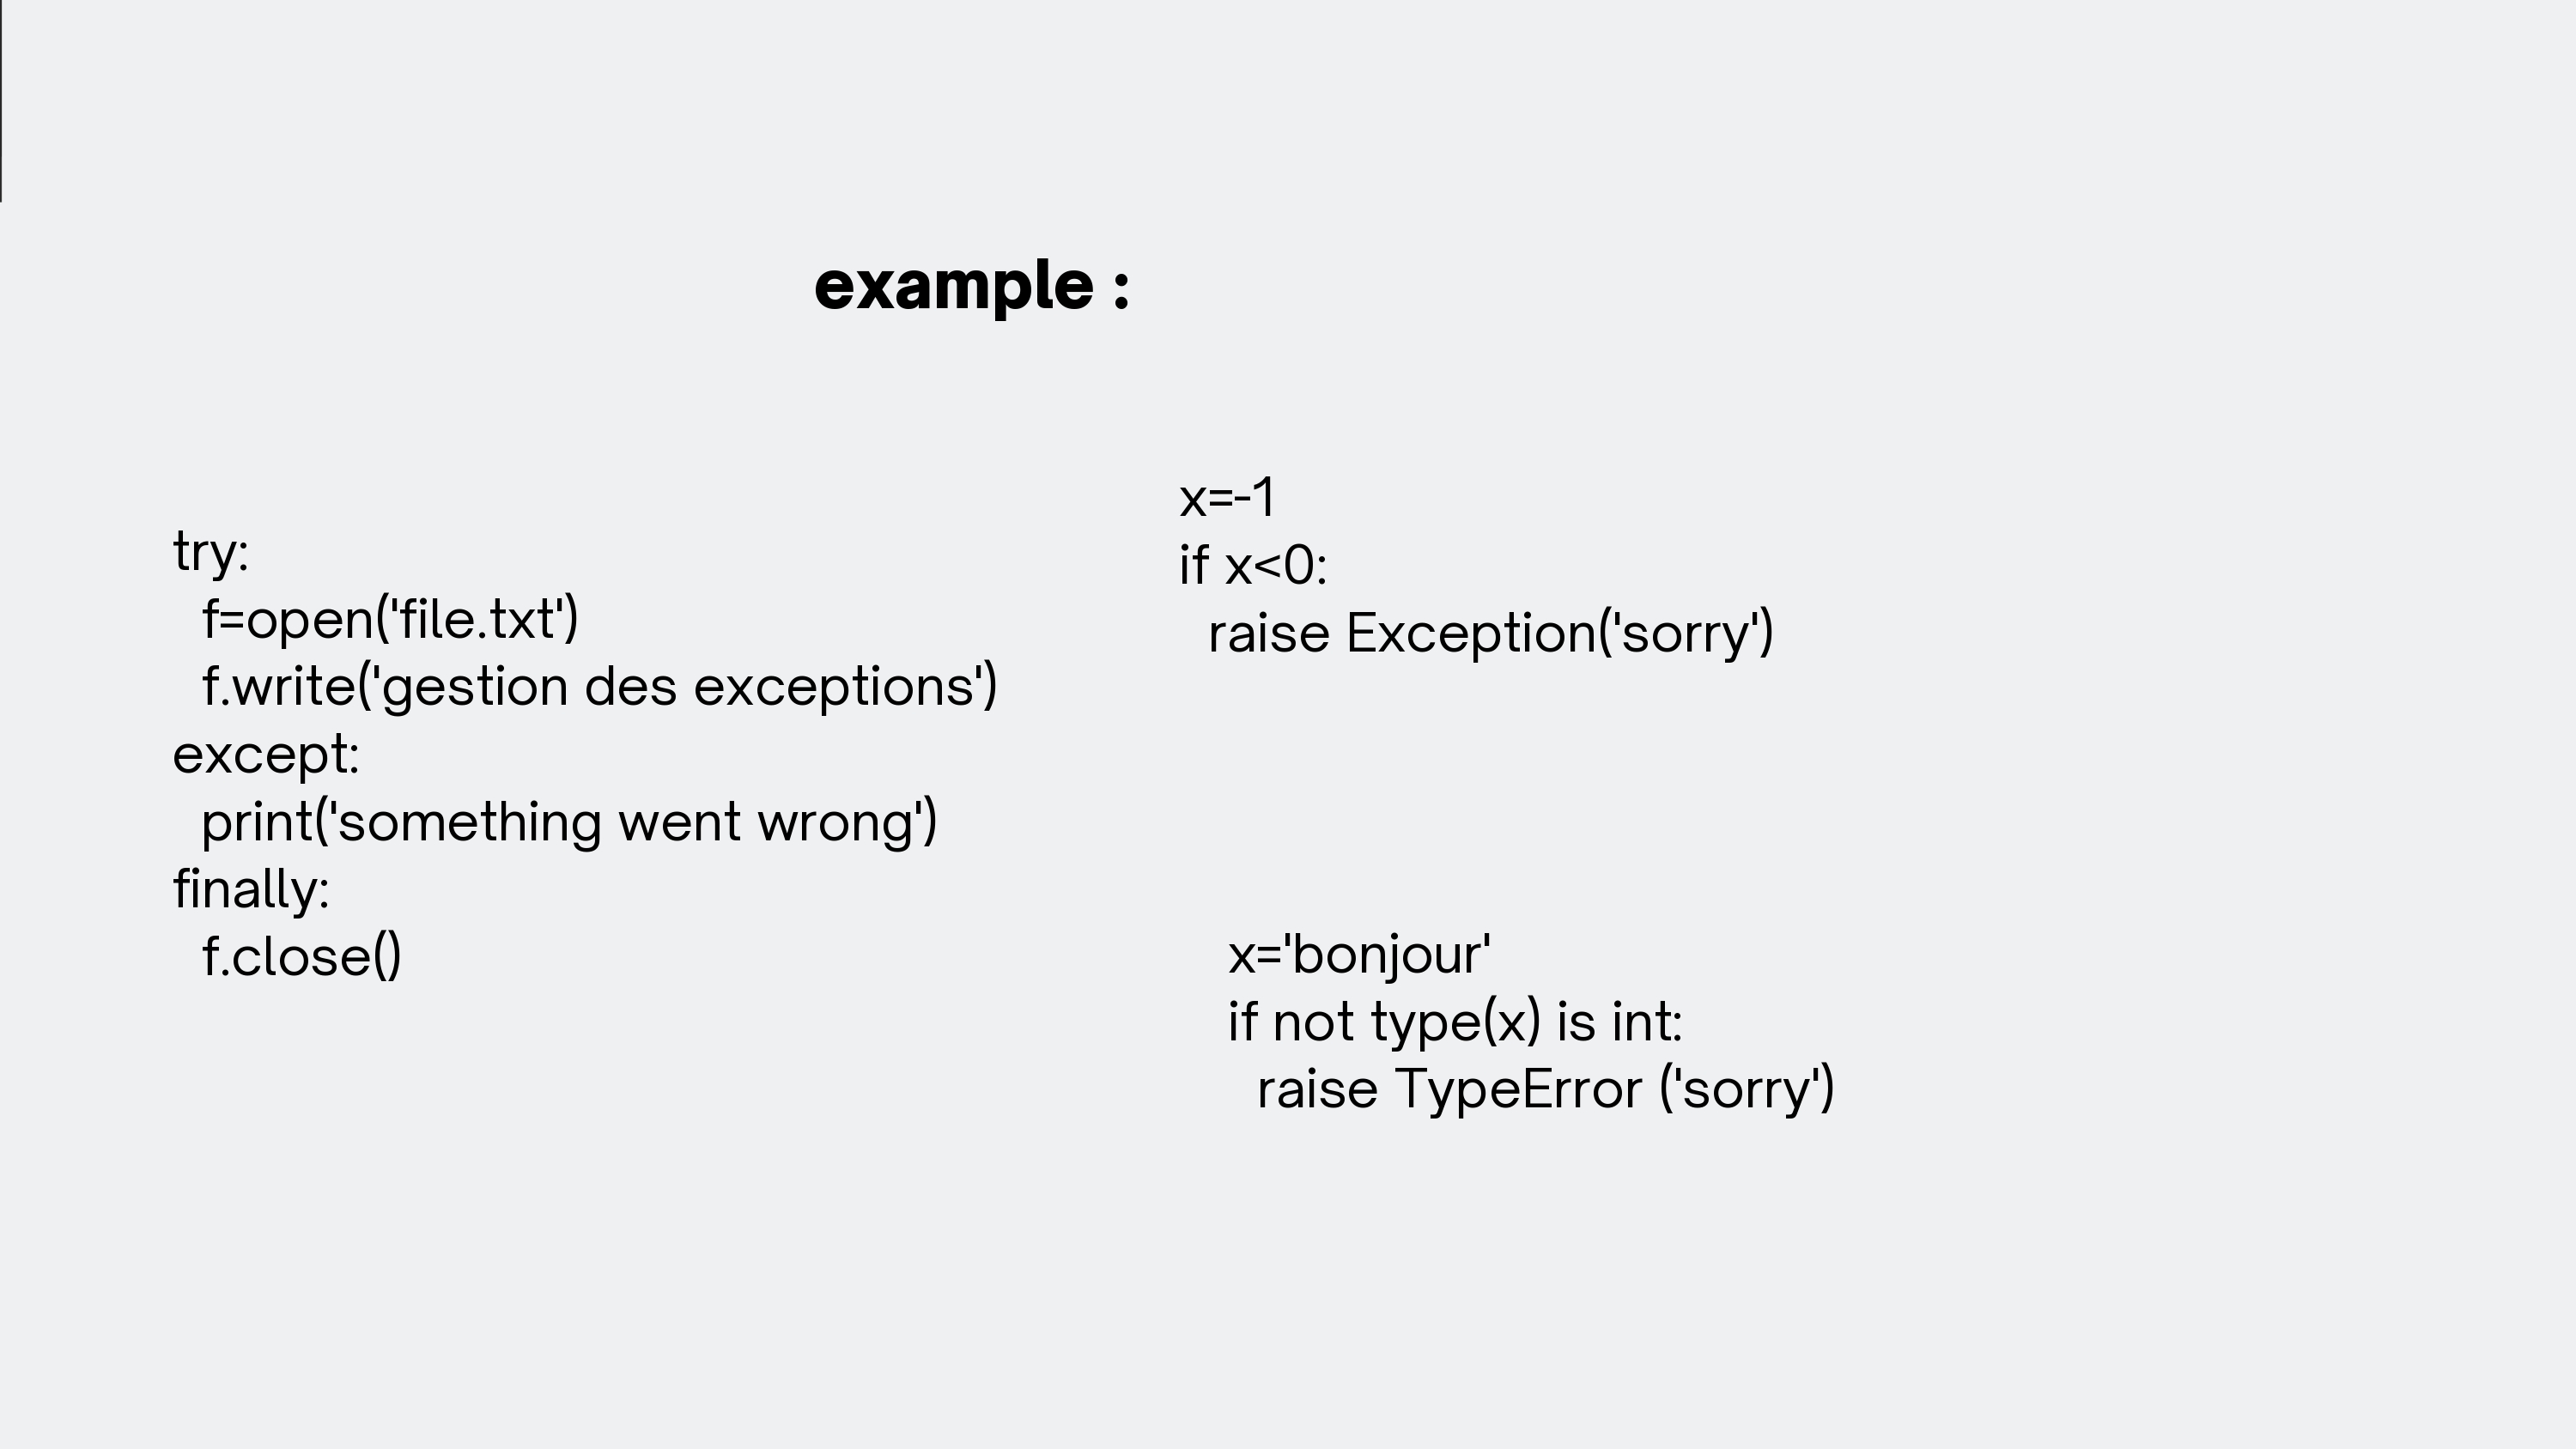 example :
try:
  f=open('file.txt')
  f.write('gestion des exceptions')
except:
  print('something went wrong')
finally:
  f.close()
x=-1
if x<0:
  raise Exception('sorry')
x='bonjour'
if not type(x) is int:
  raise TypeError ('sorry')